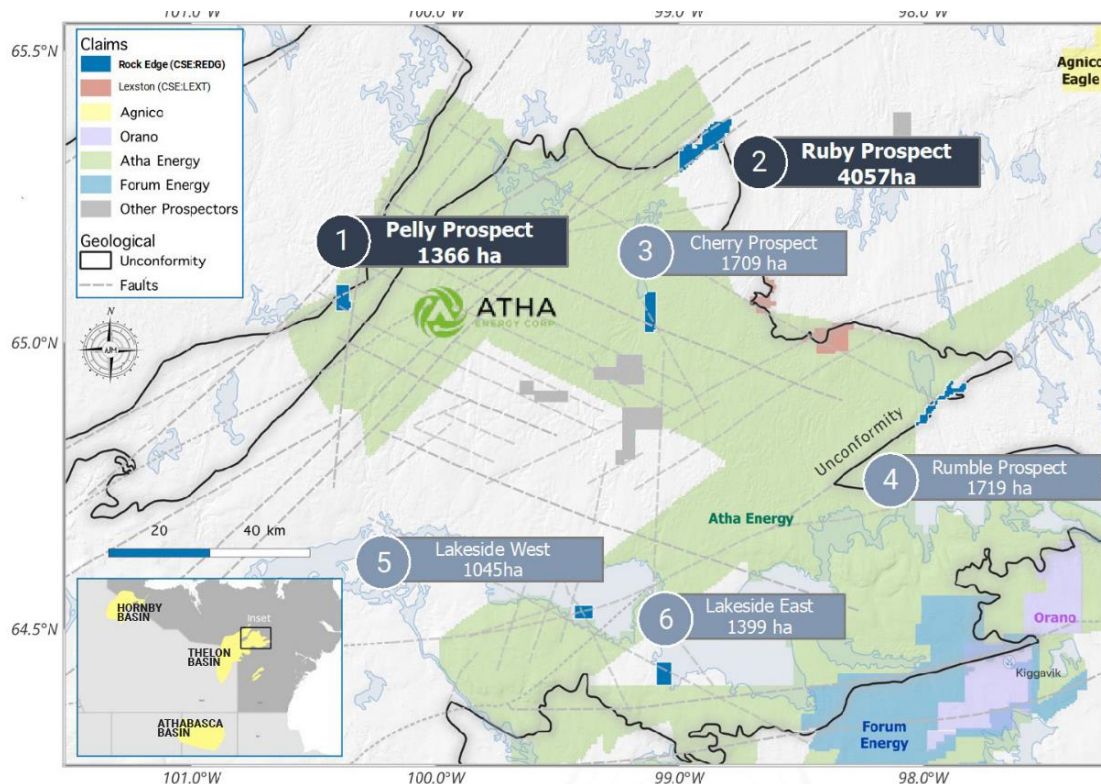 101.0°W
100.0°W
99.0°W
98.0°W
65.5°N
65.0°N
64.5°N
Claims
Rock Edge (CSE:REDG)
Lexston (CSE:LEXT)
Agnico
Orano
Atha Energy
Forum Energy
Other Prospectors
Geological
Unconformity
Faults
N
Agnico
Eagle
2
Ruby Prospect
4057ha
1
Pelly Prospect
1366 ha
3
Cherry Prospect
1709 ha
ATHA
ENERGY CORP
Unconformity
4
Rumble Prospect
1719 ha
Atha Energy
20
40 km
5
Lakeside West
1045ha
6
Lakeside East
1399 ha
Orano
Kiggavik
Forum
Energy
HORNBY
BASIN
Inset
THELON
BASIN
ATHABASCA
BASIN
101.0°W
100.0°W
99.0°W
98.0°W